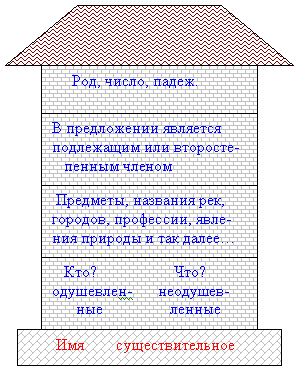 Род, число, падеж.
В предложении является
подлежащим или второсте-
пенным членом
Предметы, названия рек,
городов, профессии, явле-
ния природы и так далее…
Кто? Что?
одушевлен- неодушев-
ные ленные
Имя существительное